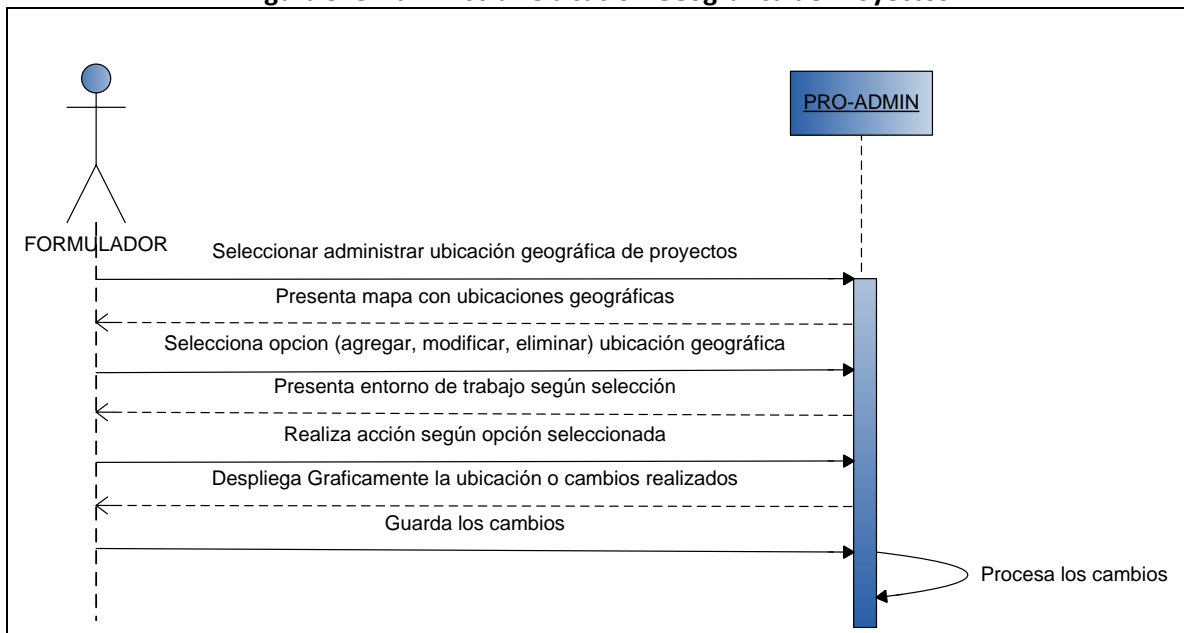 PRO-ADMIN
FORMULADOR
Seleccionar administrar ubicación geográfica de proyectos
Presenta mapa con ubicaciones geográficas
Selecciona opcion (agregar, modificar, eliminar) ubicación geográfica
Presenta entorno de trabajo según selección
Realiza acción según opción seleccionada
Despliega Graficamente la ubicación o cambios realizados
Guarda los cambios
Procesa los cambios